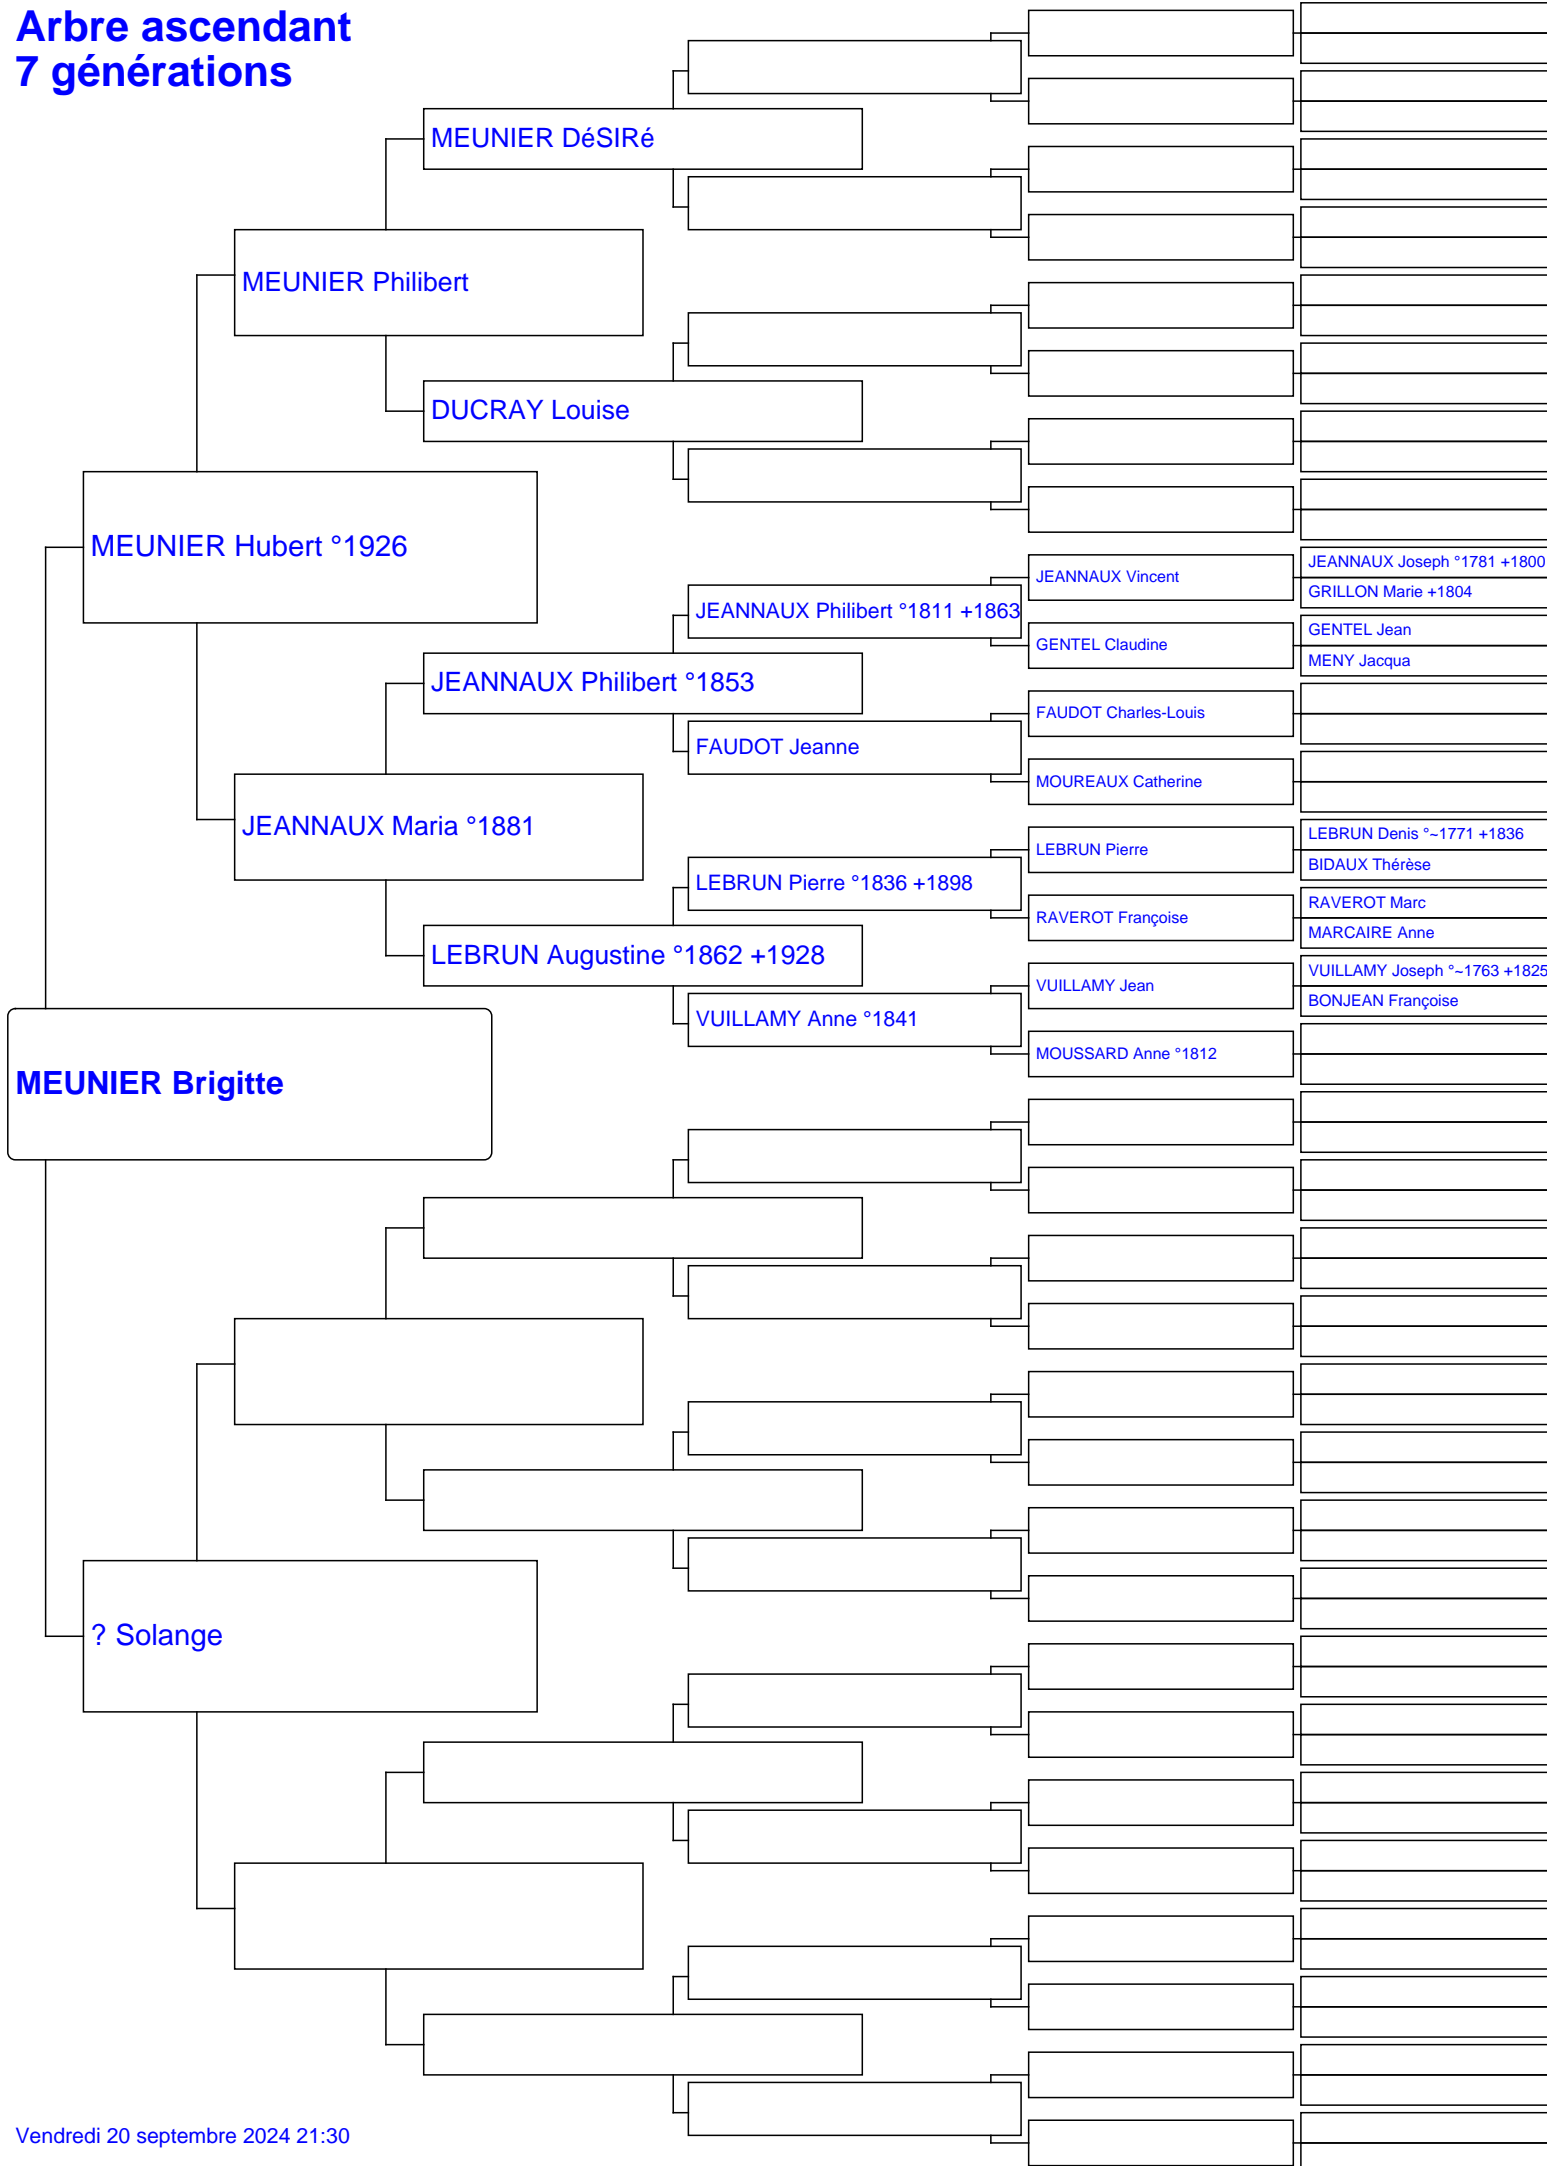 Arbre ascendant
7 générations
MEUNIER DéSIRé
MEUNIER Philibert
DUCRAY Louise
MEUNIER Hubert °1926
JEANNAUX Joseph °1781 +1800
JEANNAUX Vincent
GRILLON Marie +1804
JEANNAUX Philibert °1811 +1863
GENTEL Jean
GENTEL Claudine
MENY Jacqua
JEANNAUX Philibert °1853
FAUDOT Charles-Louis
FAUDOT Jeanne
MOUREAUX Catherine
JEANNAUX Maria °1881
LEBRUN Denis °~1771 +1836
LEBRUN Pierre
BIDAUX Thérèse
LEBRUN Pierre °1836 +1898
RAVEROT Marc
RAVEROT Françoise
MARCAIRE Anne
LEBRUN Augustine °1862 +1928
VUILLAMY Joseph °~1763 +1825
VUILLAMY Jean
BONJEAN Françoise
VUILLAMY Anne °1841
MOUSSARD Anne °1812
MEUNIER Brigitte
? Solange
Vendredi 20 septembre 2024 21:30